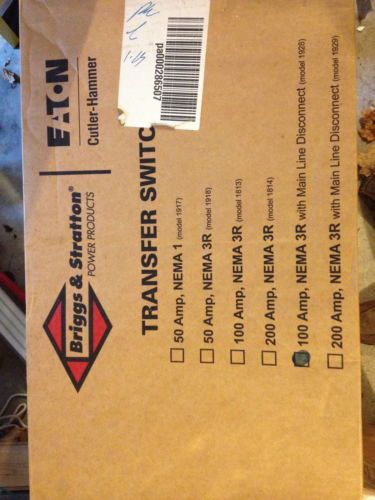 Briggs & Stratton®
POWER PRODUCTS
EATON
Cutler-Hammer
pa000286507
TRANSFER SWITC
50 Amp, NEMA 1 (model 1917)
50 Amp, NEMA 3R (model 1918)
100 Amp, NEMA 3R (model 1813)
200 Amp, NEMA 3R (model 1814)
100 Amp, NEMA 3R with Main Line Disconnect (model 1928)
200 Amp, NEMA 3R with Main Line Disconnect (model 1929)